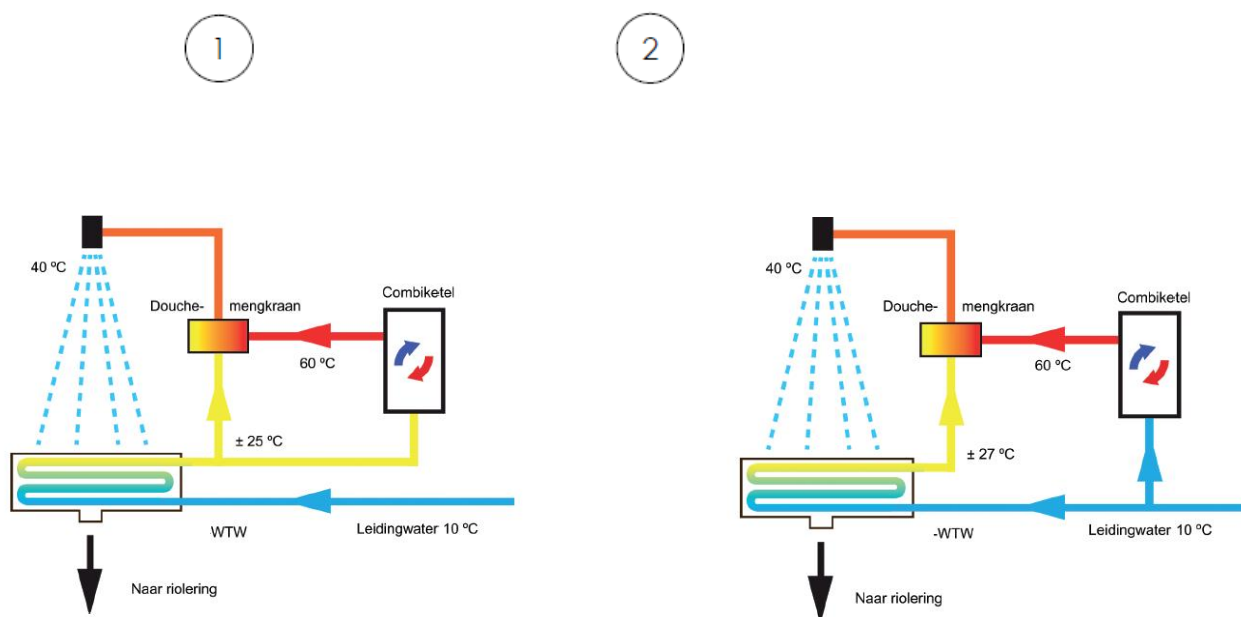 1
2
40 ºC
Douche-
mengkraan
Combiketel
60 ºC
± 25 ºC
-WTW
Leidingwater 10 ºC
Naar riolering
40 ºC
Douche-
mengkraan
Combiketel
60 ºC
± 27 ºC
-WTW
Leidingwater 10 ºC
Naar riolering